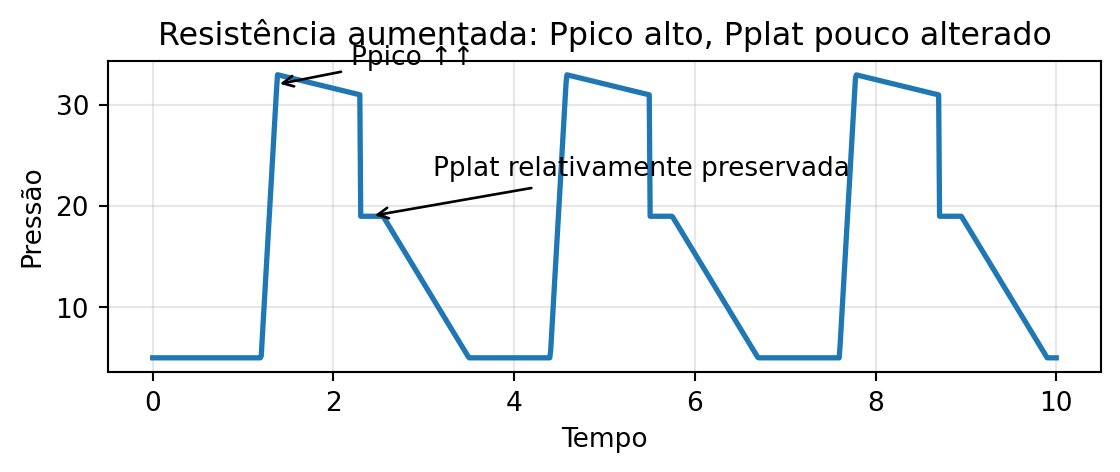 Resistência aumentada: Ppico alto, Pplat pouco alterado
Ppico ↑↑
Pplat relativamente preservada
Pressão
30
20
10
0 2 4 6 8 10
Tempo